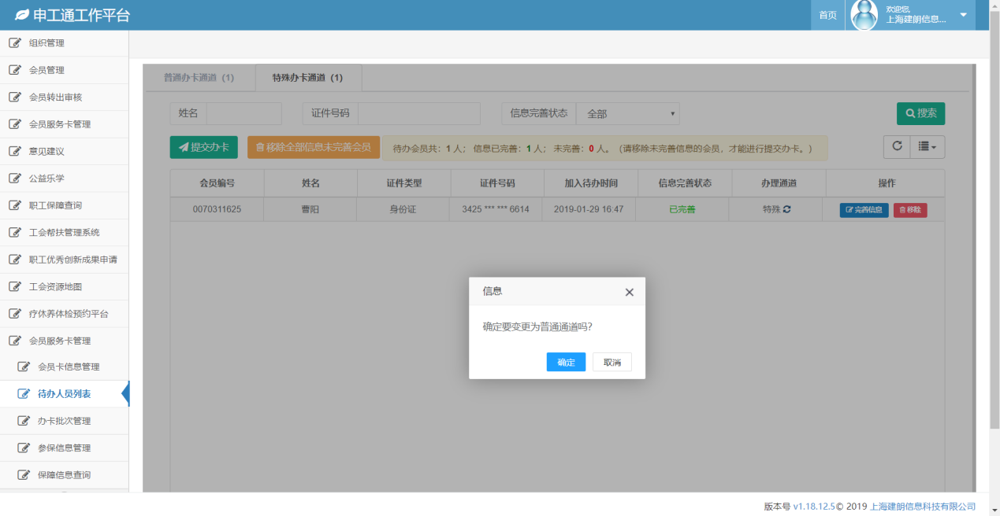 申工通工作平台
首页
欢迎您,
上海建朗信息...
组织管理
会员管理
会员转出审核
会员服务卡管理
意见建议
公益乐学
职工保障查询
工会帮扶管理系统
职工优秀创新成果申请
工会资源地图
疗休养体检预约平台
会员服务卡管理
会员卡信息管理
待办人员列表
办卡批次管理
参保信息管理
保障信息查询
普通办卡通道（1） 特殊办卡通道（1）
姓名 证件号码 信息完善状态 全部 搜索
提交办卡 移除全部信息未完善会员 待办会员共：1 人； 信息已完善：1 人； 未完善：0 人。（请移除未完善信息的会员，才能进行提交办卡。）
会员编号 姓名 证件类型 证件号码 加入待办时间 信息完善状态 办理通道 操作
0070311625 曹阳 身份证 3425 *** *** 6614 2019-01-29 16:47 已完善 特殊 完善信息 移除
信息
确定要变更为普通通道吗?
确定 取消
版本号 v1.18.12.5© 2019 上海建朗信息科技有限公司